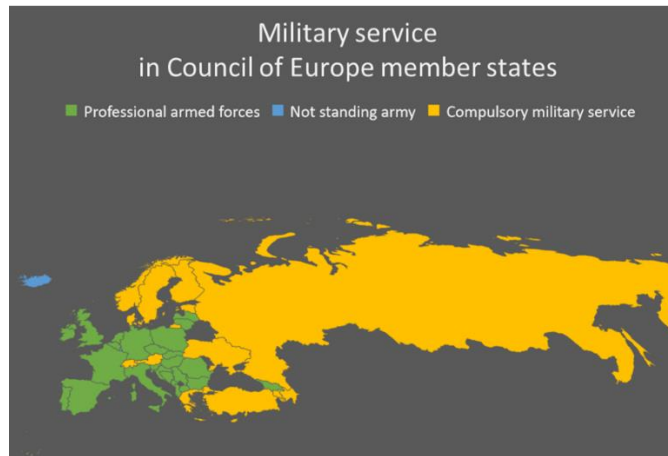 Military service
in Council of Europe member states
Professional armed forces
Not standing army
Compulsory military service